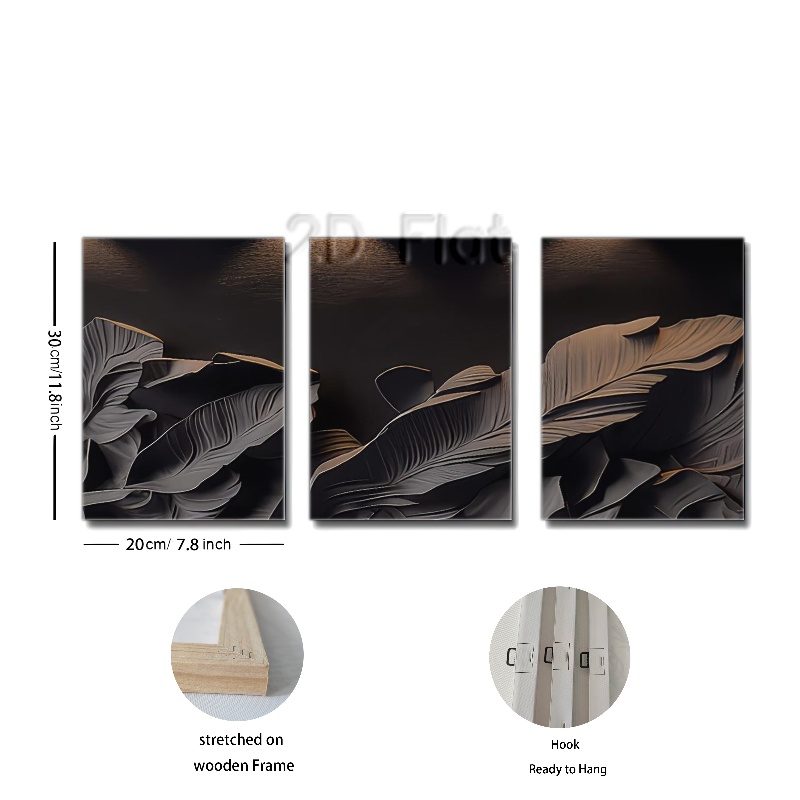 2D Flat
30cm/11.8inch
20cm/ 7.8 inch
stretched on
wooden Frame
Hook
Ready to Hang